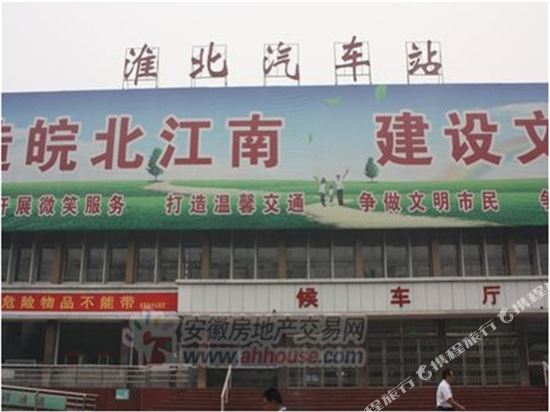 淮北汽车站
造皖北江南 建设文
开展微笑服务 打造温馨交通 争做文明市民 争
危险物品不能带
候车厅
安徽房地产交易网
www.ahhouse.com
携程旅行
携程旅行